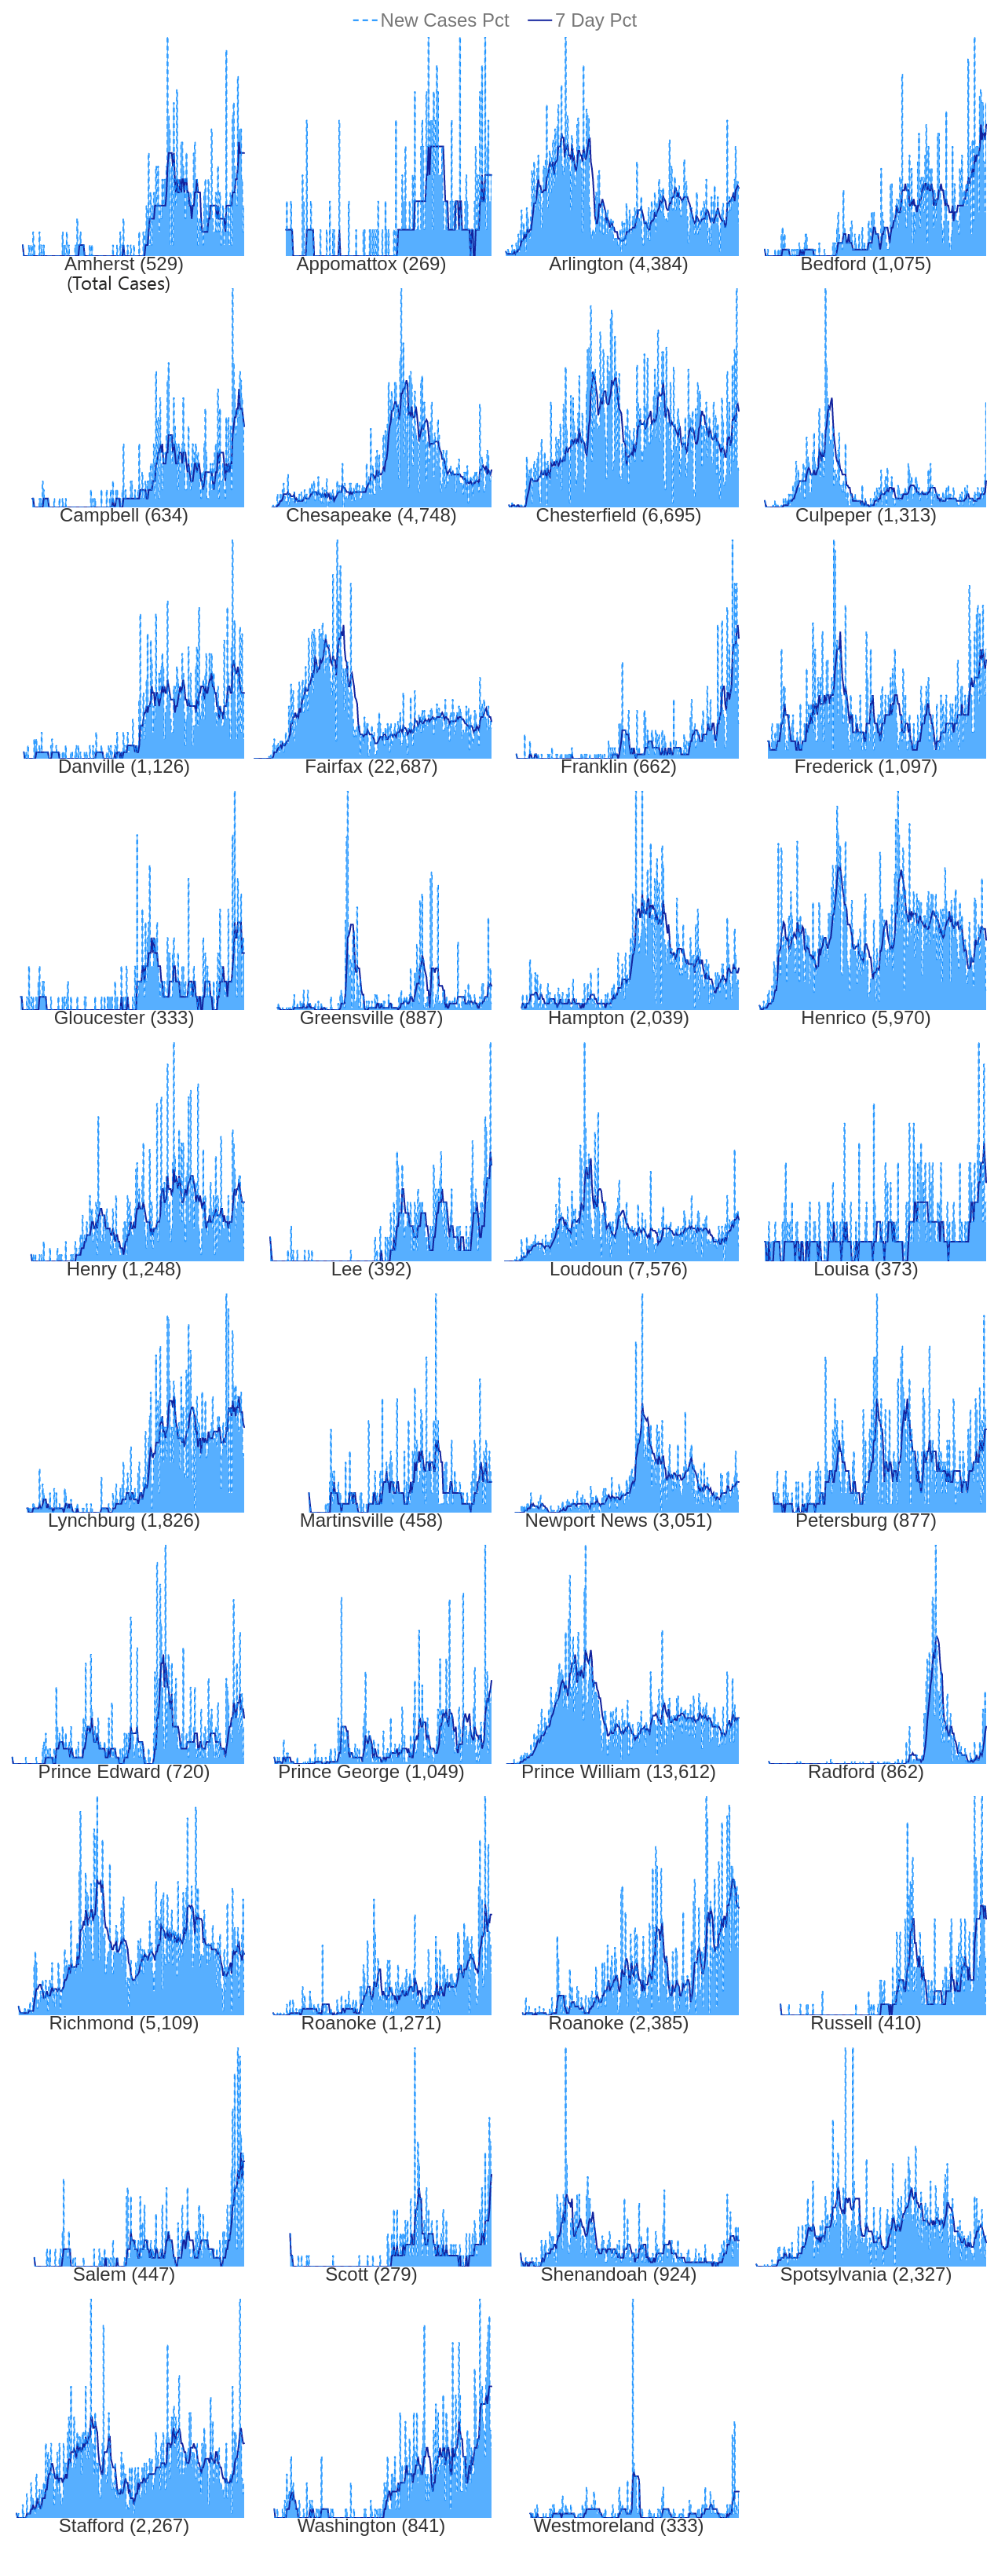 New Cases Pct 7 Day Pct
Amherst (529) Appomattox (269) Arlington (4,384) Bedford (1,075)
(Total Cases)
Campbell (634) Chesapeake (4,748) Chesterfield (6,695) Culpeper (1,313)
Danville (1,126) Fairfax (22,687) Franklin (662) Frederick (1,097)
Gloucester (333) Greensville (887) Hampton (2,039) Henrico (5,970)
Henry (1,248) Lee (392) Loudoun (7,576) Louisa (373)
Lynchburg (1,826) Martinsville (458) Newport News (3,051) Petersburg (877)
Prince Edward (720) Prince George (1,049) Prince William (13,612) Radford (862)
Richmond (5,109) Roanoke (1,271) Roanoke (2,385) Russell (410)
Salem (447) Scott (279) Shenandoah (924) Spotsylvania (2,327)
Stafford (2,267) Washington (841) Westmoreland (333)